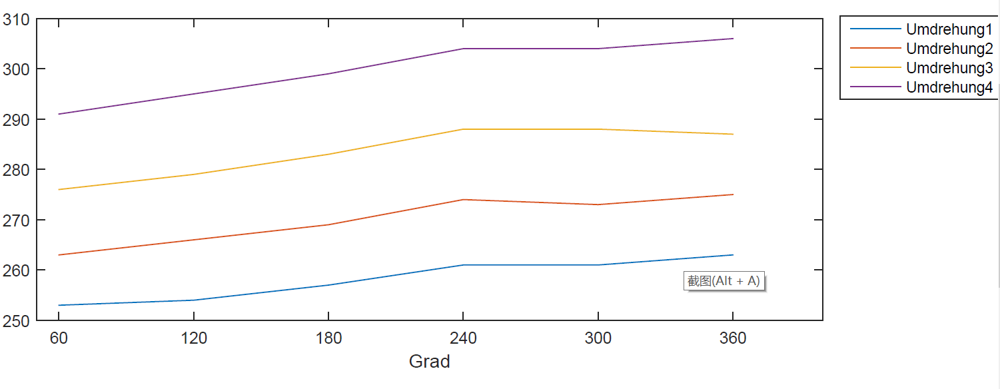 310
300
290
280
270
260
250
60 120 180 240 300 360
Grad
Umdrehung1
Umdrehung2
Umdrehung3
Umdrehung4
截图(Alt + A)